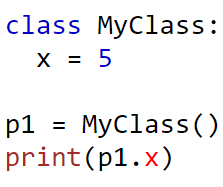 class MyClass:
  x = 5

p1 = MyClass()
print(p1.x)